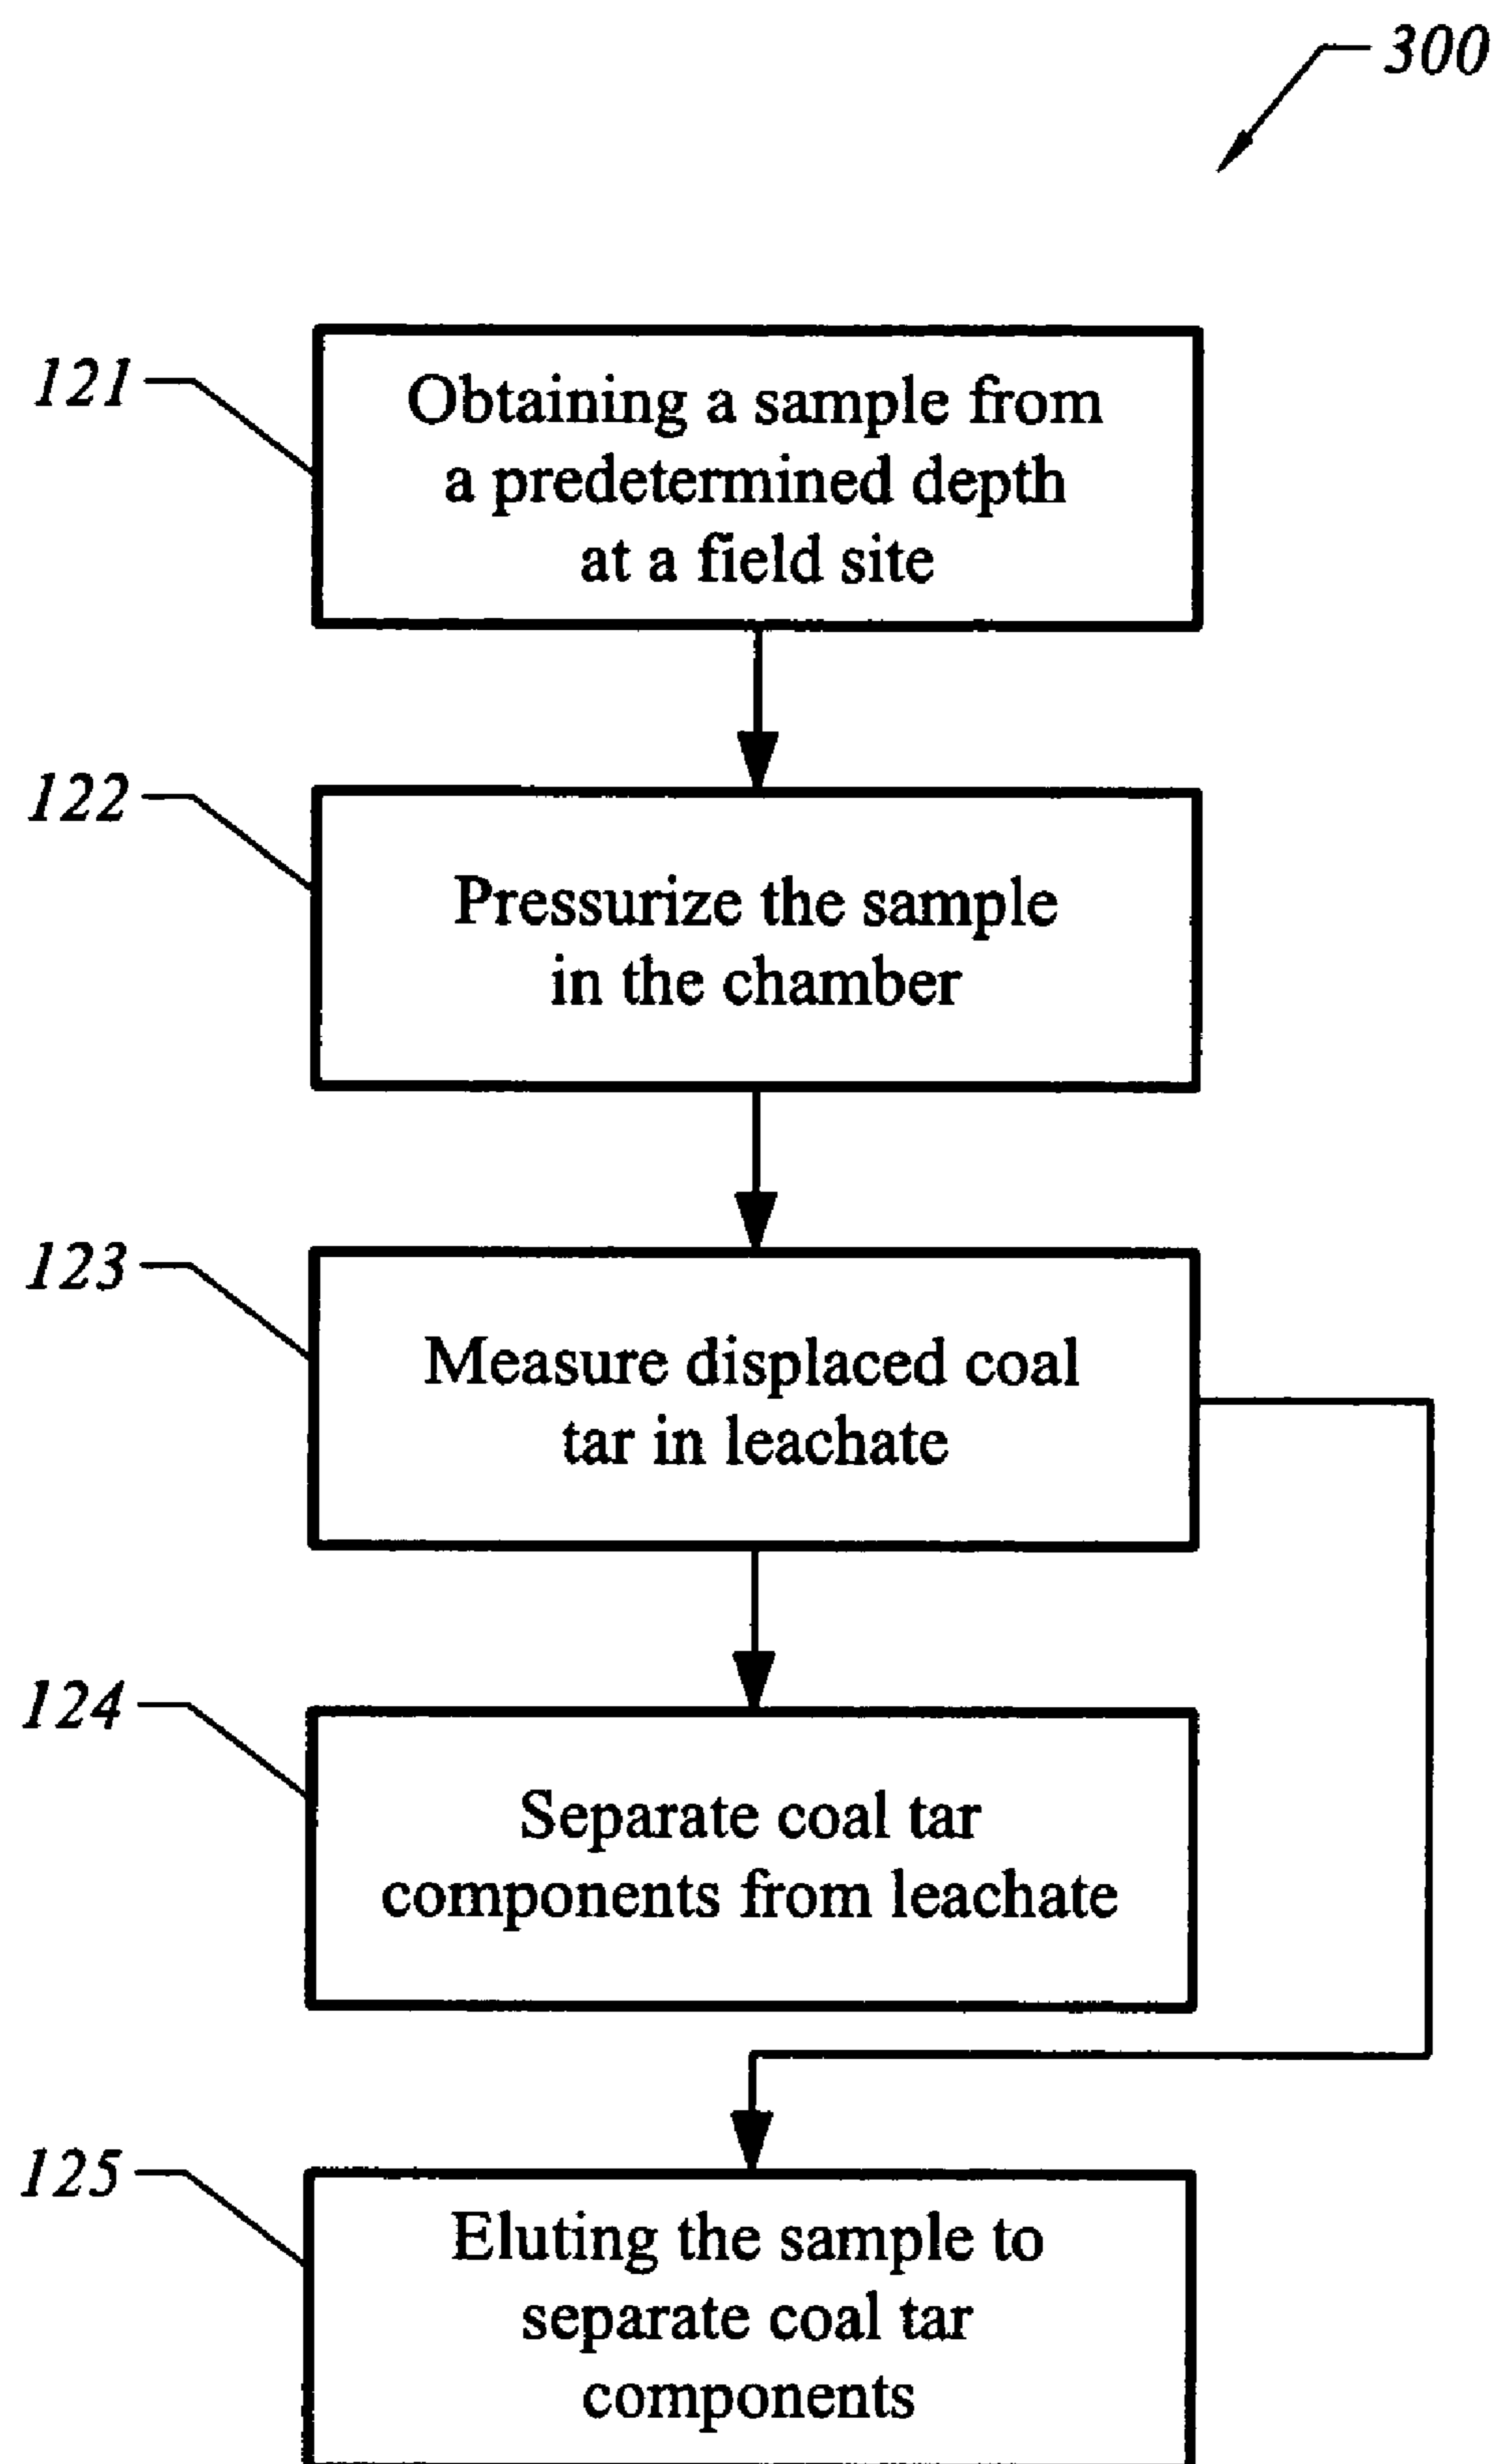 300
121
Obtaining a sample from
a predetermined depth
at a field site
122
Pressurize the sample
in the chamber
123
Measure displaced coal
tar in leachate
124
Separate coal tar
components from leachate
125
Eluting the sample to
separate coal tar
components